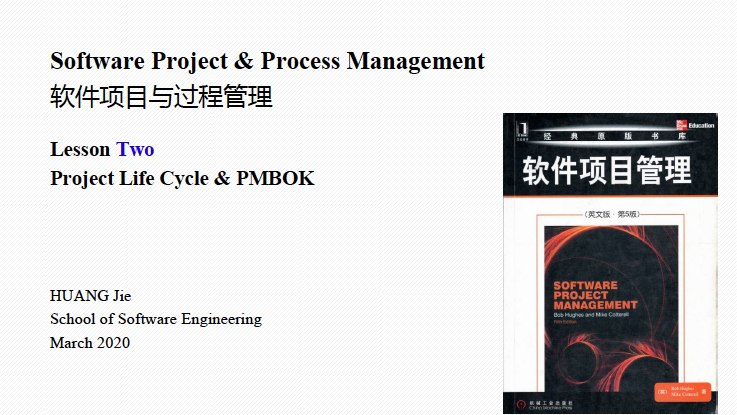 Software Project & Process Management
软件项目与过程管理
Lesson Two
Project Life Cycle & PMBOK
HUANG Jie
School of Software Engineering
March 2020
Education
经典原版书库
软件项目管理
(英文版·第5版)
SOFTWARE
PROJECT
MANAGEMENT
Bob Hughes and Mike Cotterell
Fifth Edition
(英) Bob Hughes
Mike Cotterell 著
机械工业出版社
China Machine Press